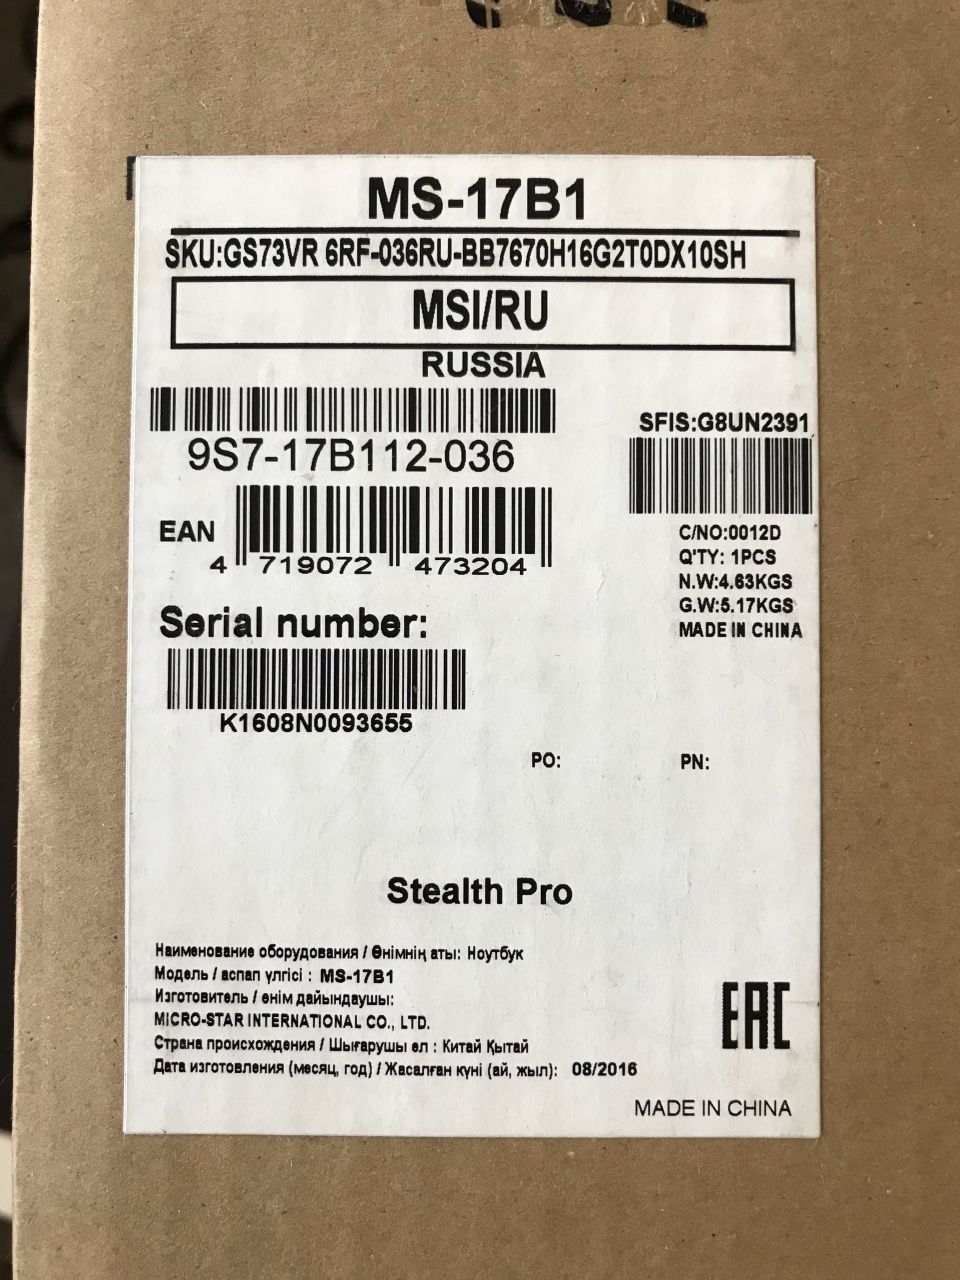 MS-17B1
SKU:GS73VR 6RF-036RU-BB7670H16G2T0DX10SH
MSI/RU
RUSSIA
9S7-17B112-036
SFIS:G8UN2391
EAN
4 719072 473204
C/NO:0012D
Q'TY: 1PCS
N.W:4.63KGS
G.W:5.17KGS
MADE IN CHINA
Serial number:
K1608N0093655
PO:
PN:
Stealth Pro
Наименование оборудования / Өнімнің аты: Ноутбук
Модель / аспап үлгісі : MS-17B1
Изготовитель / өнім дайындаушы:
MICRO-STAR INTERNATIONAL CO., LTD.
Страна происхождения / Шығарушы ел : Китай Қытай
Дата изготовления (месяц, год) / Жасалған күні (ай, жыл): 08/2016
EAC
MADE IN CHINA